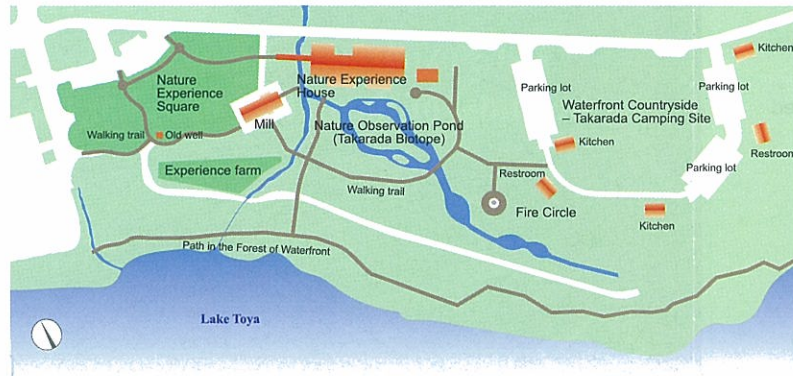 Kitchen
Nature
Experience
Square
Nature Experience
House
Parking lot
Parking lot
Waterfront Countryside
– Takarada Camping Site
Walking trail
Old well
Mill
Nature Observation Pond
(Takarada Biotope)
Kitchen
Restroom
Experience farm
Walking trail
Restroom
Parking lot
Fire Circle
Kitchen
Path in the Forest of Waterfront
Lake Toya